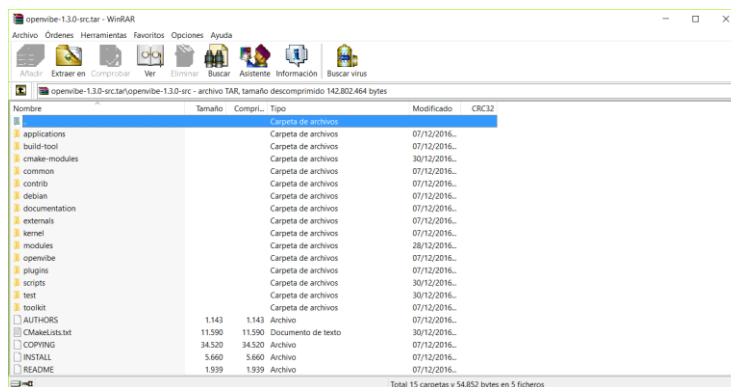 openvibe-1.3.0-src.tar - WinRAR
Archivo Órdenes Herramientas Favoritos Opciones Ayuda
Añadir Extraer en Comprobar Ver Eliminar Buscar Asistente Información Buscar virus
openvibe-1.3.0-src.tar\openvibe-1.3.0-src - archivo TAR, tamaño descomprimido 142.802.464 bytes
Nombre Tamaño Compri... Tipo Modificado CRC32
.. Carpeta de archivos
applications Carpeta de archivos 07/12/2016...
build-tool Carpeta de archivos 07/12/2016...
cmake-modules Carpeta de archivos 30/12/2016...
common Carpeta de archivos 07/12/2016...
contrib Carpeta de archivos 07/12/2016...
debian Carpeta de archivos 07/12/2016...
documentation Carpeta de archivos 07/12/2016...
externals Carpeta de archivos 07/12/2016...
kernel Carpeta de archivos 07/12/2016...
modules Carpeta de archivos 28/12/2016...
openvibe Carpeta de archivos 07/12/2016...
plugins Carpeta de archivos 07/12/2016...
scripts Carpeta de archivos 30/12/2016...
test Carpeta de archivos 30/12/2016...
toolkit Carpeta de archivos 07/12/2016...
AUTHORS 1.143 1.143 Archivo 07/12/2016...
CMakeLists.txt 11.590 11.590 Documento de texto 30/12/2016...
COPYING 34.520 34.520 Archivo 07/12/2016...
INSTALL 5.660 5.660 Archivo 07/12/2016...
README 1.939 1.939 Archivo 07/12/2016...
Total 15 carpetas y 54.852 bytes en 5 ficheros